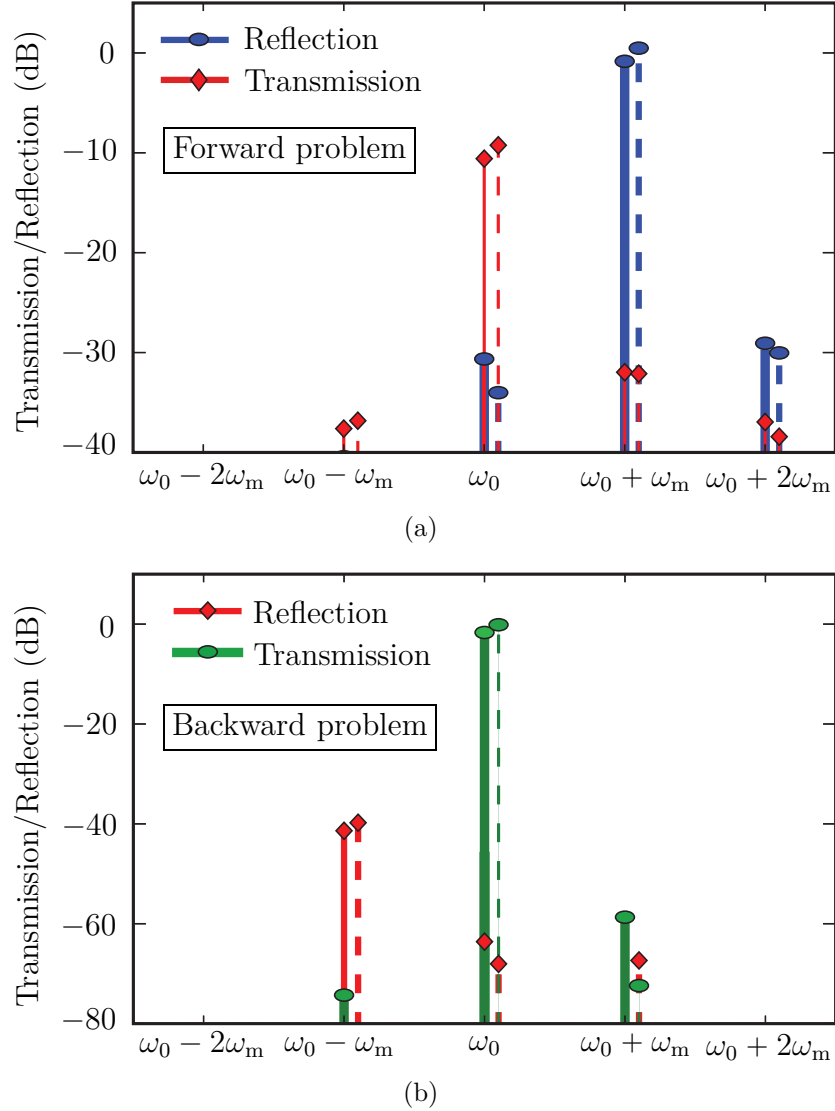 Transmission/Reflection (dB)
0
−10
−20
−30
−40
Reflection
Transmission
Forward problem
ω₀ − 2ωₘ
ω₀ − ωₘ
ω₀
ω₀ + ωₘ
ω₀ + 2ωₘ
(a)
Transmission/Reflection (dB)
0
−20
−40
−60
−80
Reflection
Transmission
Backward problem
ω₀ − 2ωₘ
ω₀ − ωₘ
ω₀
ω₀ + ωₘ
ω₀ + 2ωₘ
(b)